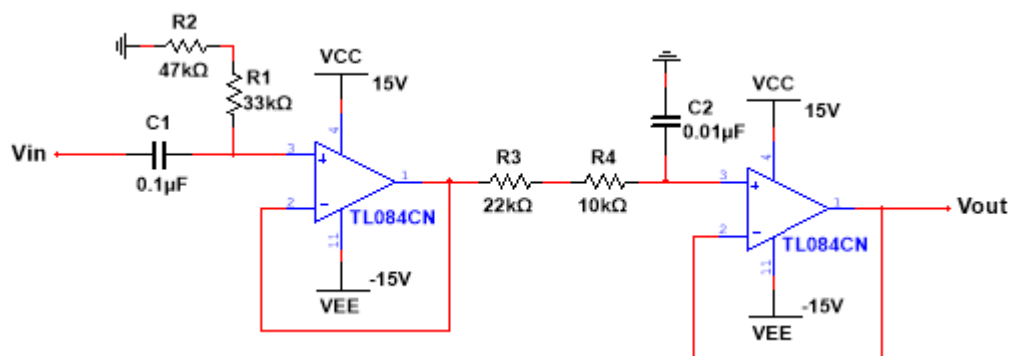 R2
47kΩ
R1
33kΩ
VCC
15V
4
C1
0.1µF
Vin
3
2
1
TL084CN
11
-15V
VEE
R3
22kΩ
R4
10kΩ
C2
0.01µF
VCC
15V
4
3
2
1
TL084CN
11
-15V
VEE
Vout